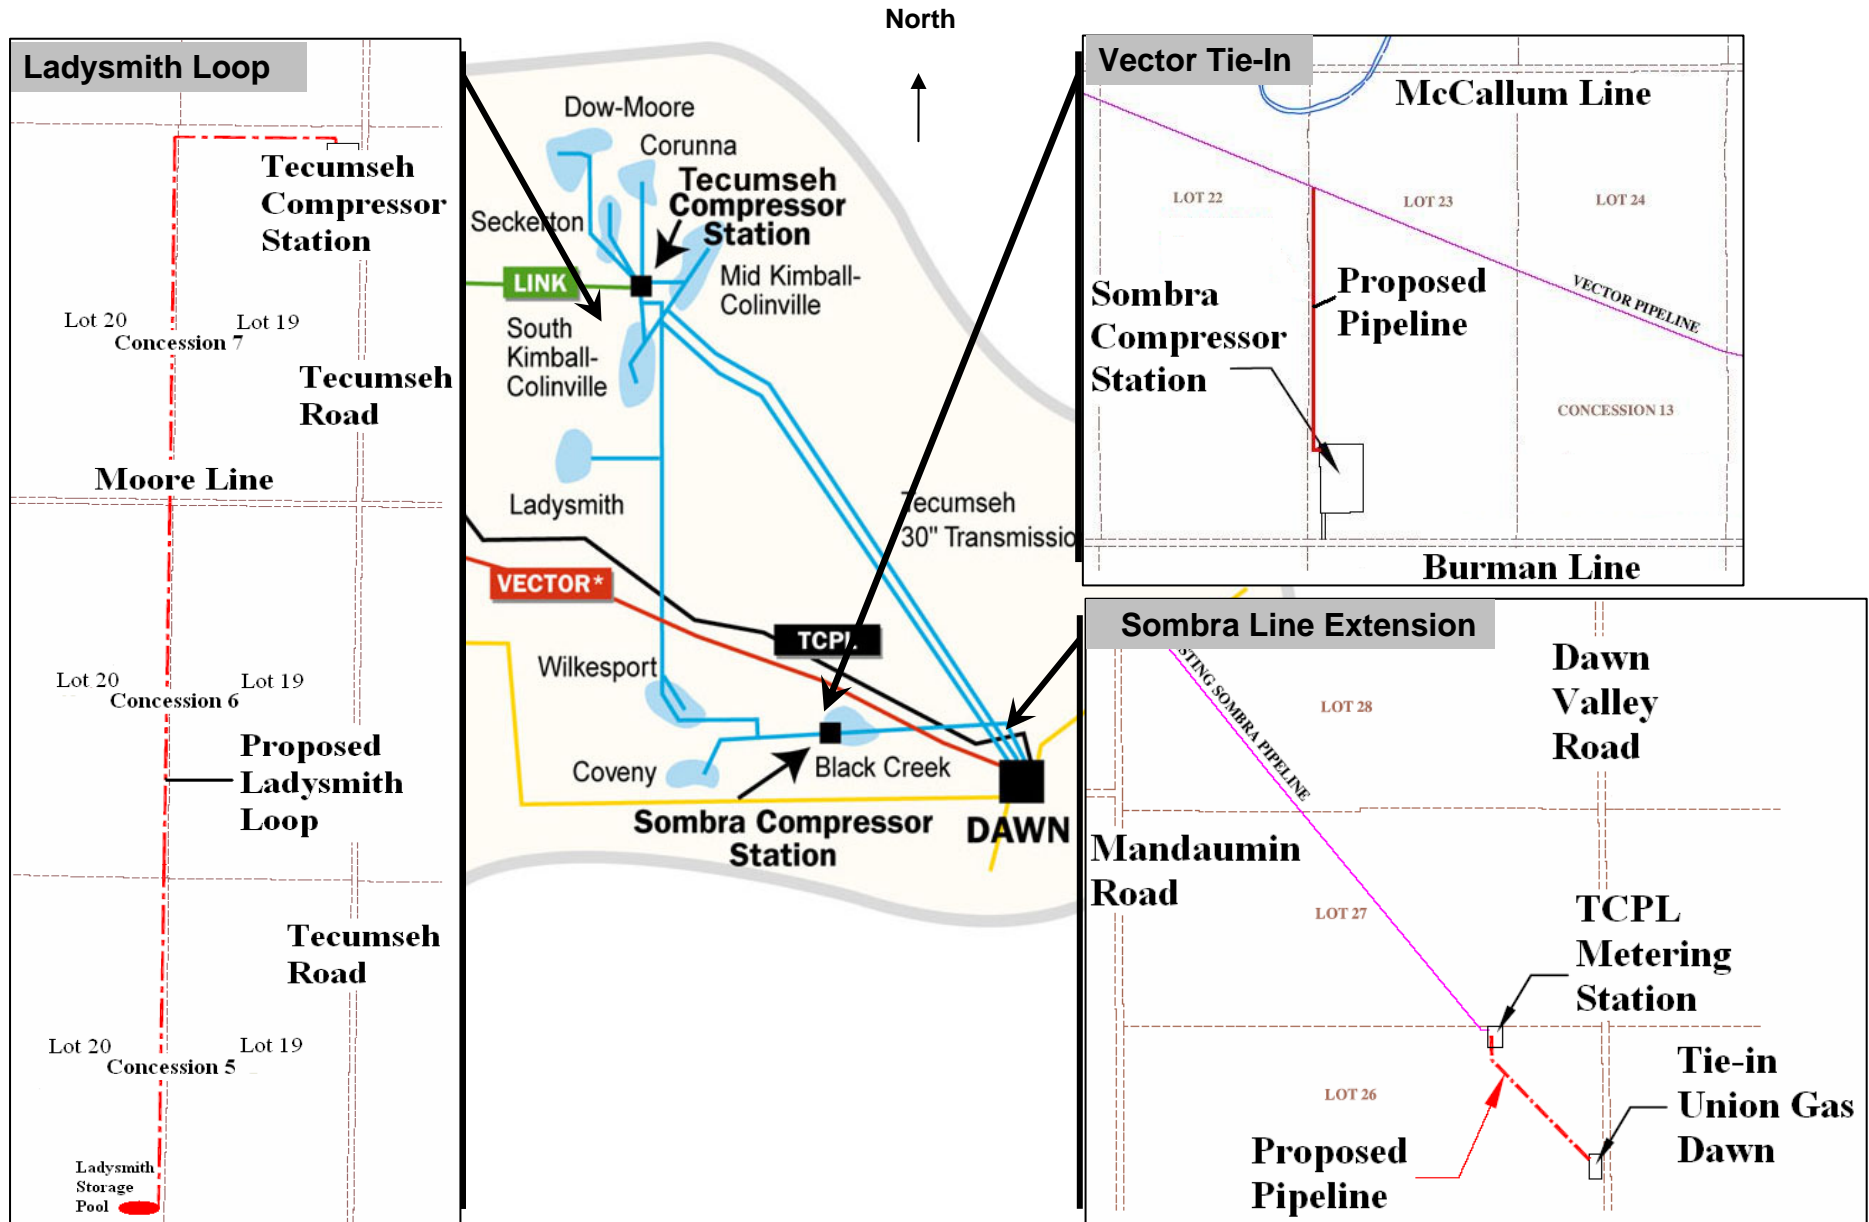 North
Ladysmith Loop
Tecumseh
Compressor
Station
Lot 20
Lot 19
Concession 7
Tecumseh
Road
Moore Line
Lot 20
Lot 19
Concession 6
Proposed
Ladysmith
Loop
Tecumseh
Road
Lot 20
Lot 19
Concession 5
Ladysmith
Storage
Pool
Dow-Moore
Corunna
Tecumseh
Compressor
Station
Seckerton
LINK
Mid Kimball-
Colinville
South
Kimball-
Colinville
Ladysmith
Tecumseh
30" Transmissio
VECTOR*
TCPL
Wilkesport
Coveny
Black Creek
Sombra Compressor
Station
DAWN
Vector Tie-In
McCallum Line
LOT 22
LOT 23
LOT 24
Sombra
Compressor
Station
Proposed
Pipeline
VECTOR PIPELINE
CONCESSION 13
Burman Line
Sombra Line Extension
STING SOMBRA PIPELINE
LOT 28
Dawn
Valley
Road
Mandaumin
Road
LOT 27
TCPL
Metering
Station
LOT 26
Tie-in
Union Gas
Dawn
Proposed
Pipeline